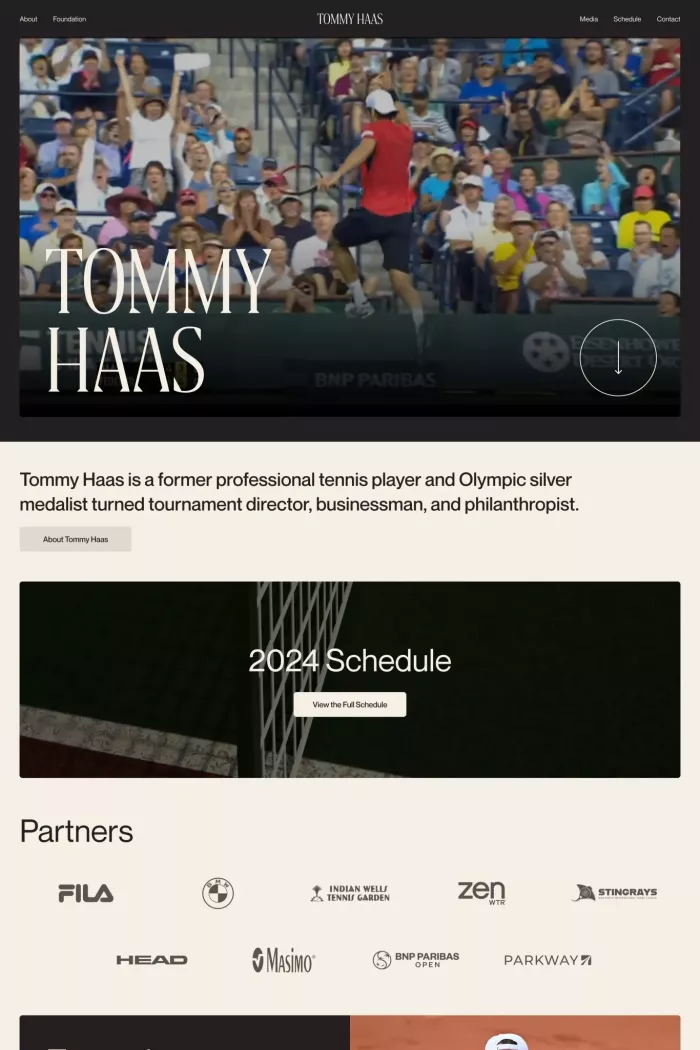 About
Foundation
TOMMY HAAS
Media
Schedule
Contact
TOMMY
HAAS
TENNIS
BNP PARIBAS
Tommy Haas is a former professional tennis player and Olympic silver
medalist turned tournament director, businessman, and philanthropist.
About Tommy Haas
2024 Schedule
View the Full Schedule
Partners
FILA
BMW
INDIAN WELLS
TENNIS GARDEN
zen
WTR
STINGRAYS
HEAD
MASIMO®
BNP PARIBAS
OPEN
PARKWAY